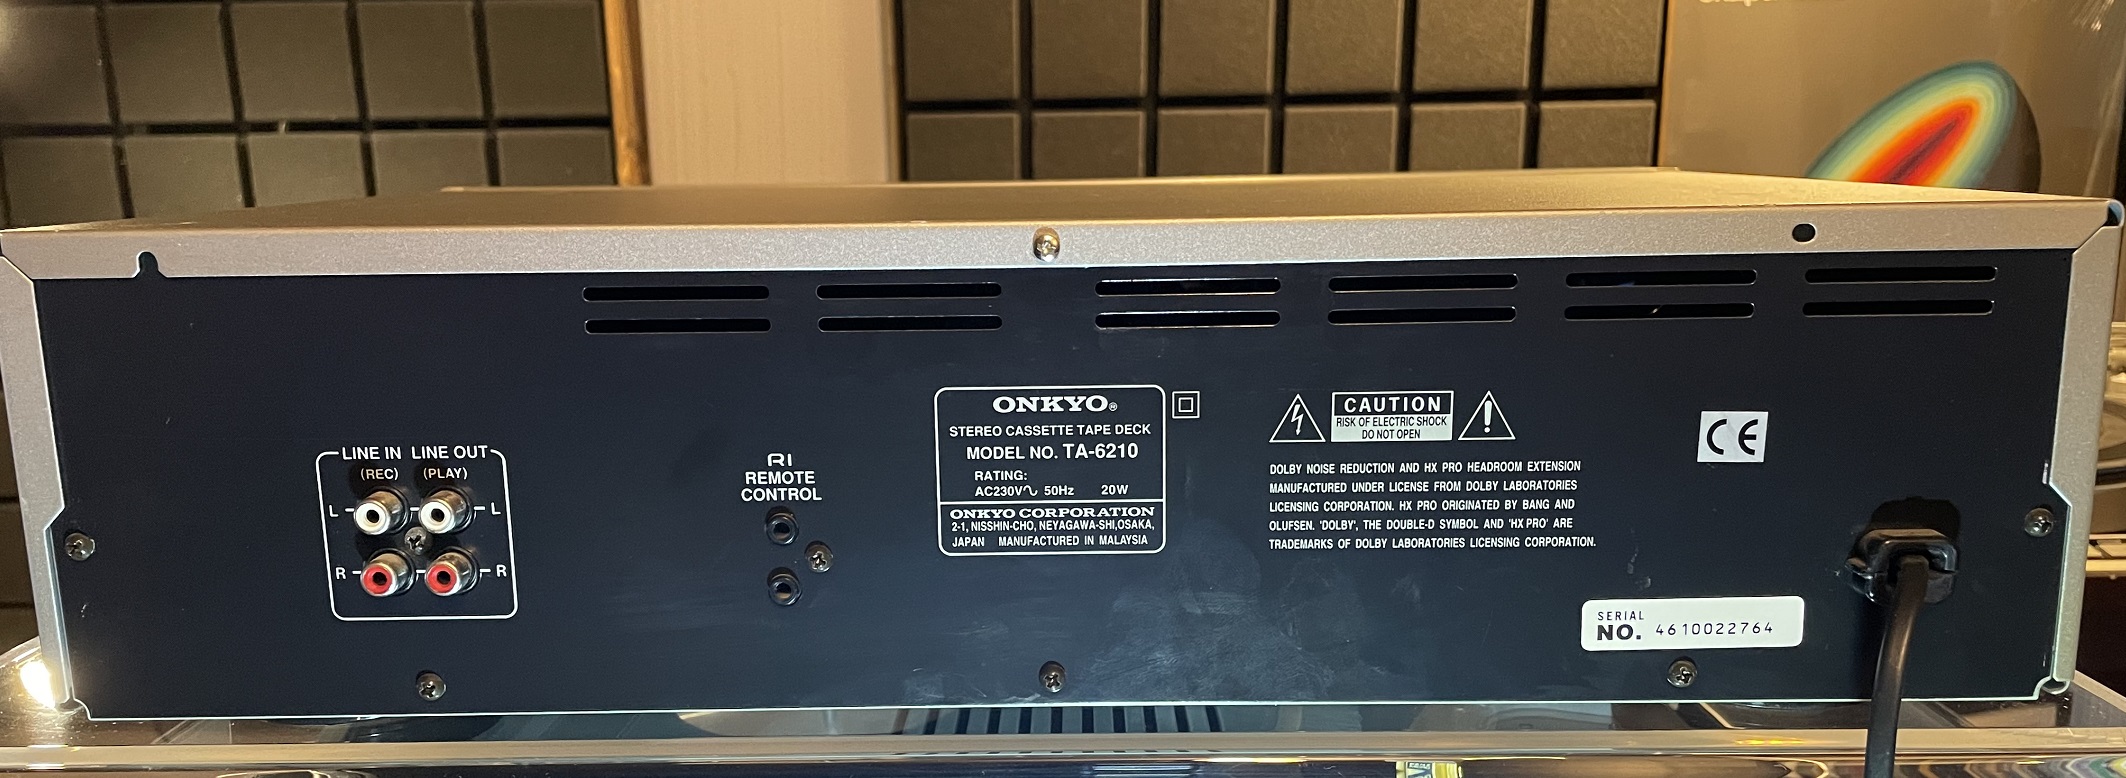 ONKYO®
STEREO CASSETTE TAPE DECK
MODEL NO. TA-6210
RATING:
AC230V∿ 50Hz 20W
ONKYO CORPORATION
2-1, NISSHIN-CHO, NEYAGAWA-SHI,OSAKA,
JAPAN MANUFACTURED IN MALAYSIA
LINE IN LINE OUT
(REC) (PLAY)
L L
R R
RI
REMOTE
CONTROL
CAUTION
RISK OF ELECTRIC SHOCK
DO NOT OPEN
DOLBY NOISE REDUCTION AND HX PRO HEADROOM EXTENSION
MANUFACTURED UNDER LICENSE FROM DOLBY LABORATORIES
LICENSING CORPORATION. HX PRO ORIGINATED BY BANG AND
OLUFSEN. 'DOLBY', THE DOUBLE-D SYMBOL AND 'HX PRO' ARE
TRADEMARKS OF DOLBY LABORATORIES LICENSING CORPORATION.
CE
SERIAL
NO. 4610022764